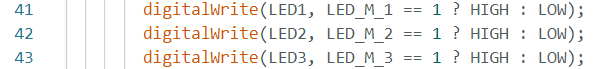 41 digitalWrite(LED1, LED_M_1 == 1 ? HIGH : LOW);
42 digitalWrite(LED2, LED_M_2 == 1 ? HIGH : LOW);
43 digitalWrite(LED3, LED_M_3 == 1 ? HIGH : LOW);